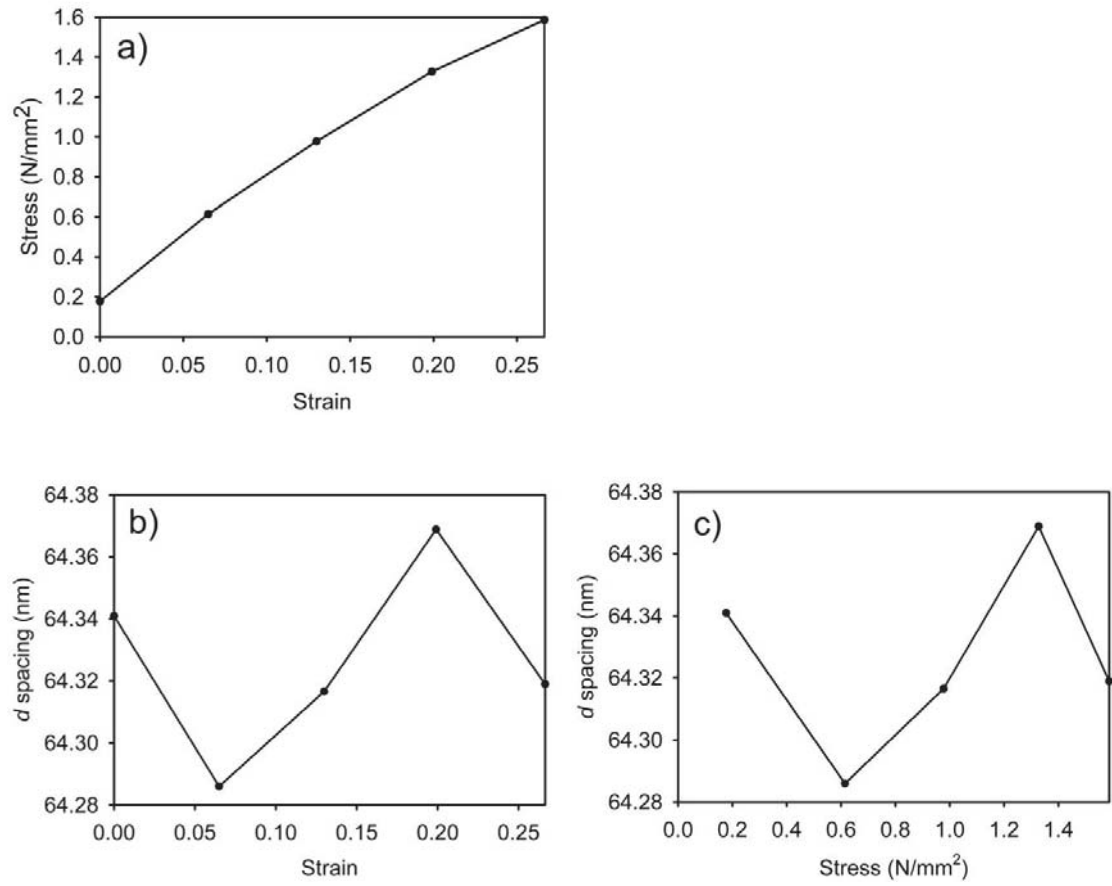 a)
Stress (N/mm²)
1.6
1.4
1.2
1.0
0.8
0.6
0.4
0.2
0.0
0.00 0.05 0.10 0.15 0.20 0.25
Strain
b)
d spacing (nm)
64.38
64.36
64.34
64.32
64.30
64.28
0.00 0.05 0.10 0.15 0.20 0.25
Strain
c)
d spacing (nm)
64.38
64.36
64.34
64.32
64.30
64.28
0.0 0.2 0.4 0.6 0.8 1.0 1.2 1.4
Stress (N/mm²)